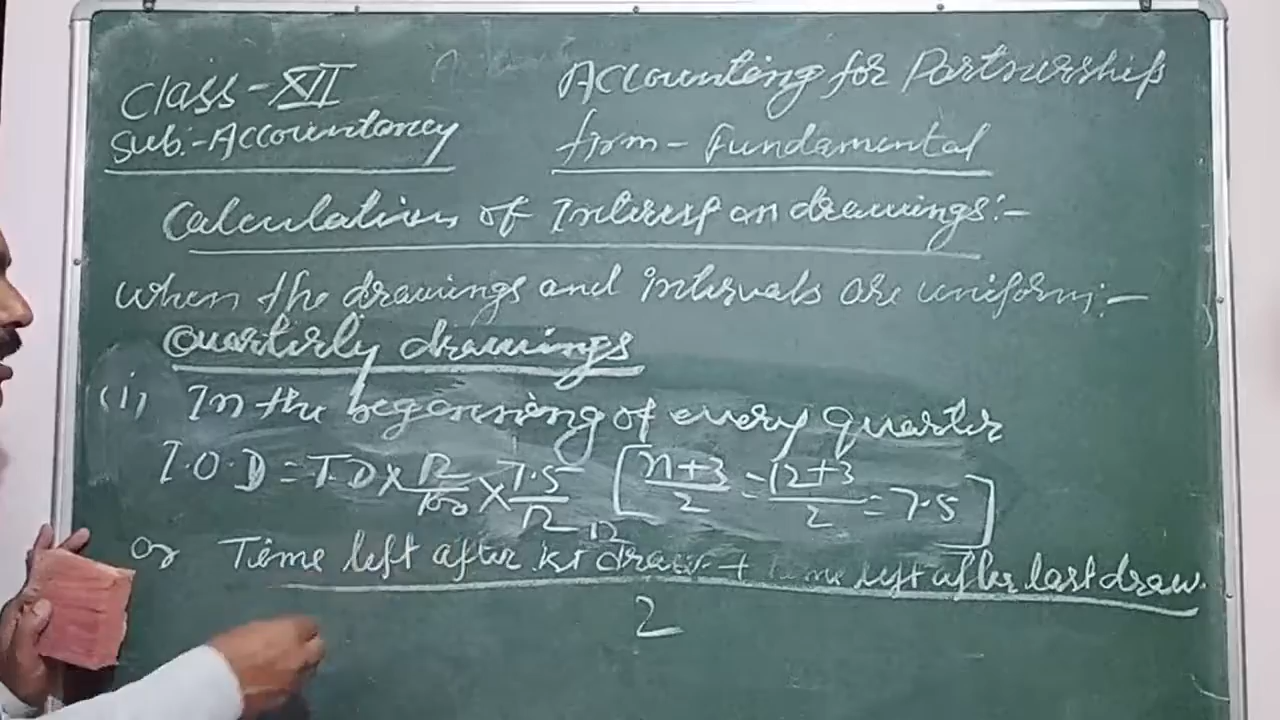 Class-XII
Sub:-Accountancy
Accounting for Partnership
firm - Fundamental
Calculation of Interest on drawings:-
When the drawings and intervals are uniform:-
Quarterly drawings
(i) In the beginning of every quarter
I.O.D = T.D × R/100 × 7.5/12 [n+3/2 = 12+3/2 = 7.5]
12
Or Time left after 1st draw. + time left after last draw.
2